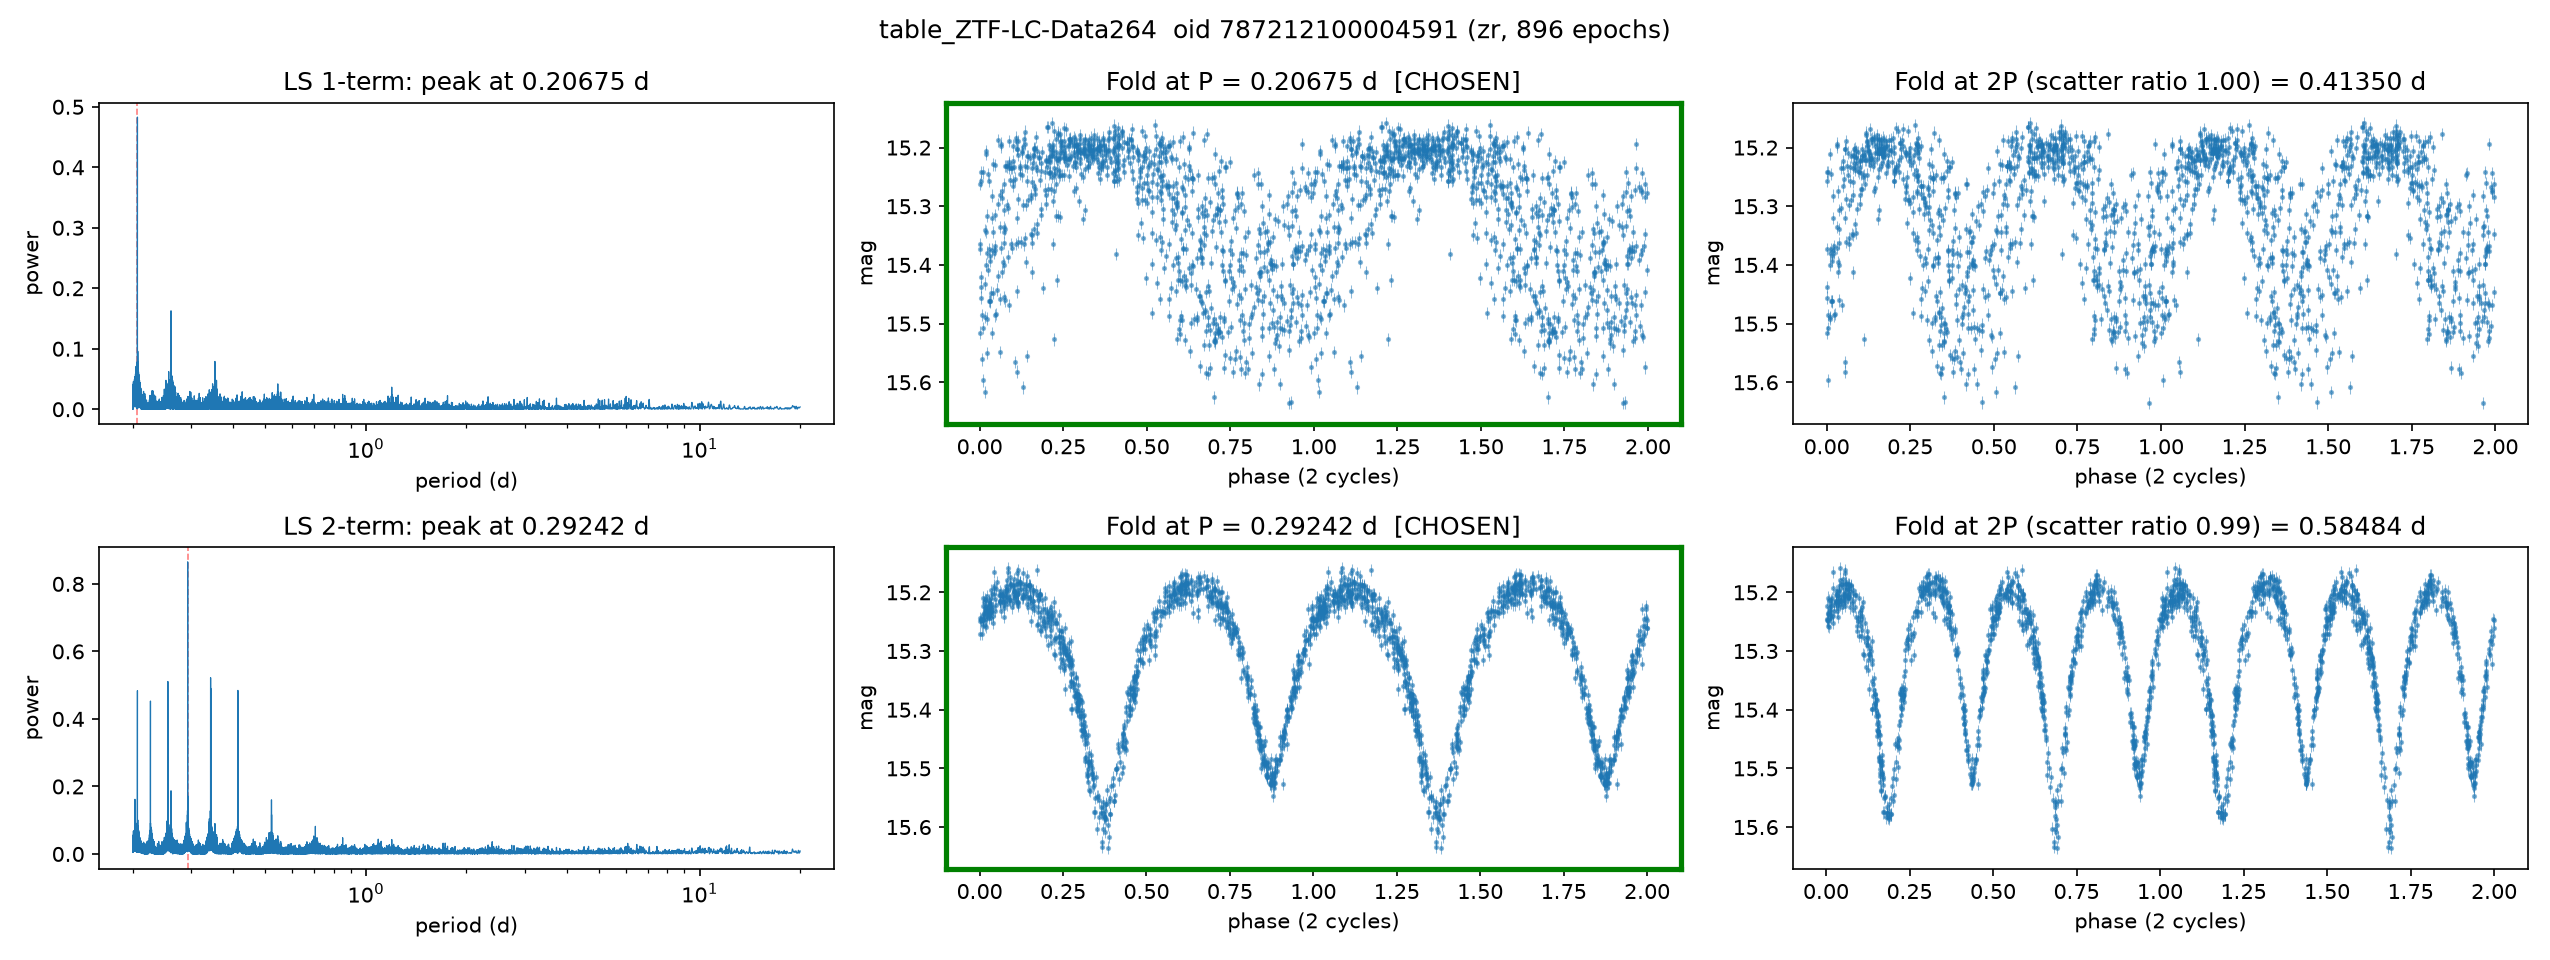 table_ZTF-LC-Data264  oid 787212100004591 (zr, 896 epochs)
LS 1-term: peak at 0.20675 d
power
0.5
0.4
0.3
0.2
0.1
0.0
10⁰
10¹
period (d)
Fold at P = 0.20675 d  [CHOSEN]
mag
15.2
15.3
15.4
15.5
15.6
0.00 0.25 0.50 0.75 1.00 1.25 1.50 1.75 2.00
phase (2 cycles)
Fold at 2P (scatter ratio 1.00) = 0.41350 d
mag
15.2
15.3
15.4
15.5
15.6
0.00 0.25 0.50 0.75 1.00 1.25 1.50 1.75 2.00
phase (2 cycles)
LS 2-term: peak at 0.29242 d
power
0.8
0.6
0.4
0.2
0.0
10⁰
10¹
period (d)
Fold at P = 0.29242 d  [CHOSEN]
mag
15.2
15.3
15.4
15.5
15.6
0.00 0.25 0.50 0.75 1.00 1.25 1.50 1.75 2.00
phase (2 cycles)
Fold at 2P (scatter ratio 0.99) = 0.58484 d
mag
15.2
15.3
15.4
15.5
15.6
0.00 0.25 0.50 0.75 1.00 1.25 1.50 1.75 2.00
phase (2 cycles)